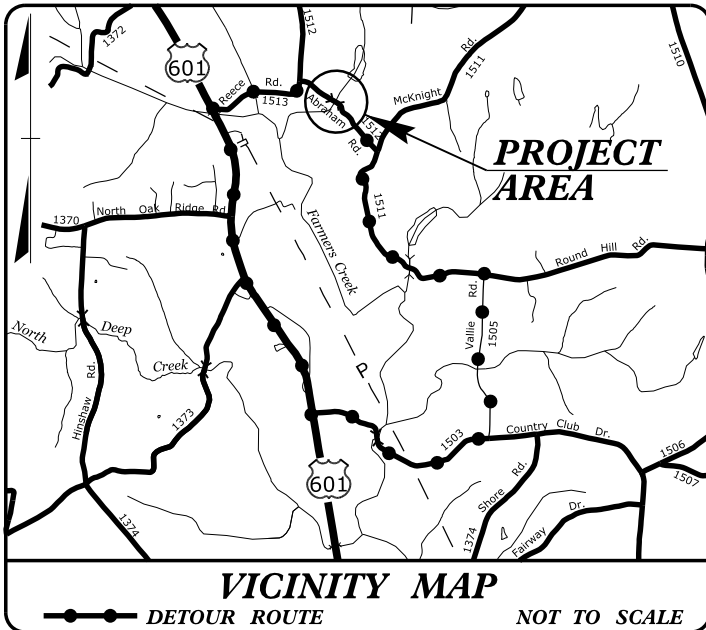 1372
601
Reece Rd.
1513
1512
Abraham Rd.
1512
McKnight Rd.
1511
1510
PROJECT
AREA
1370 North Oak Ridge Rd.
Farmers Creek
1511
Round Hill Rd.
North Deep Creek
Hinshaw Rd.
1373
Vallie Rd.
1505
P
1503
Country Club Dr.
1506
1507
601
1374
Shore Rd.
1374
Fairway Dr.
VICINITY MAP
DETOUR ROUTE
NOT TO SCALE